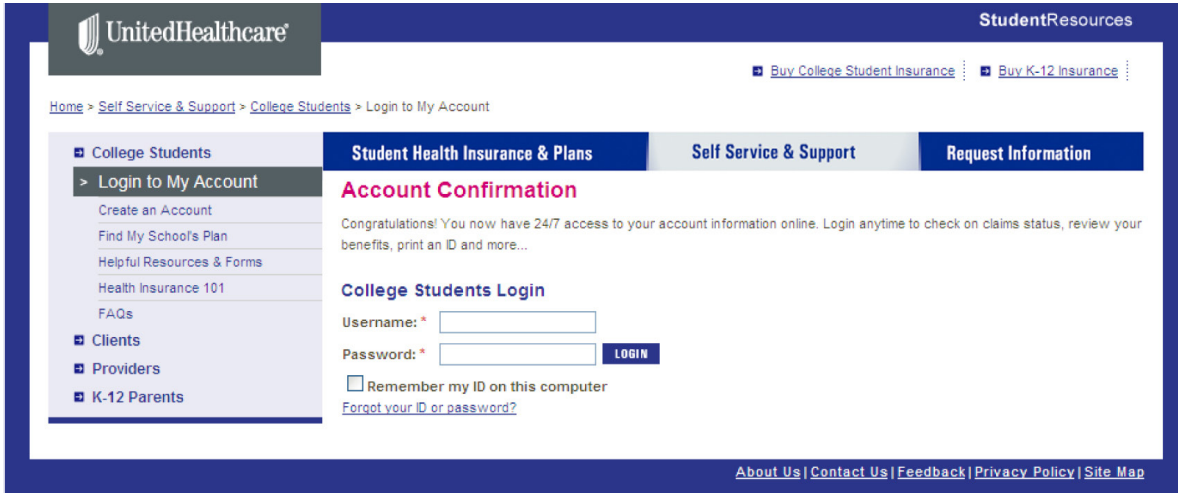 UnitedHealthcare®
StudentResources
Buy College Student Insurance
Buy K-12 Insurance
Home > Self Service & Support > College Students > Login to My Account
College Students
> Login to My Account
Create an Account
Find My School's Plan
Helpful Resources & Forms
Health Insurance 101
FAQs
Clients
Providers
K-12 Parents
Student Health Insurance & Plans
Self Service & Support
Request Information
Account Confirmation
Congratulations! You now have 24/7 access to your account information online. Login anytime to check on claims status, review your
benefits, print an ID and more...
College Students Login
Username: *
Password: *
LOGIN
Remember my ID on this computer
Forgot your ID or password?
About Us | Contact Us | Feedback | Privacy Policy | Site Map